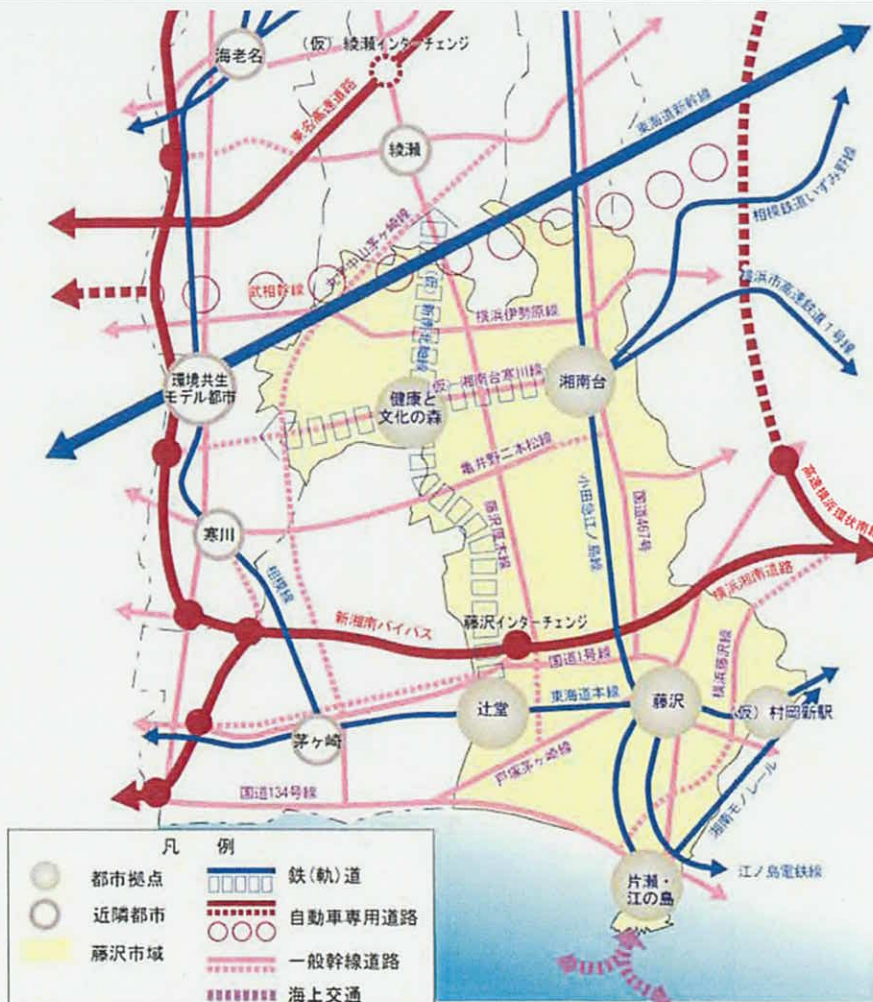 (仮)綾瀬インターチェンジ
海老名
東名高速道路
東海道新幹線
綾瀬
相模鉄道いずみ野線
武相幹線
(仮)新南北軸線
横浜伊勢原線
横浜市高速鉄道1号線
環境共生
モデル都市
健康と
文化の森
(仮)湘南台寒川線
湘南台
亀井野二本松線
藤沢厚木線
小田急江ノ島線
国道467号
寒川
相模線
横浜湘南道路
新湘南バイパス
藤沢インターチェンジ
国道1号線
横浜藤沢線
辻堂
東海道本線
藤沢
(仮)村岡新駅
茅ヶ崎
戸塚茅ヶ崎線
国道134号線
湘南モノレール
江ノ島電鉄線
片瀬・
江の島
凡 例
都市拠点
鉄(軌)道
近隣都市
自動車専用道路
藤沢市域
一般幹線道路
海上交通